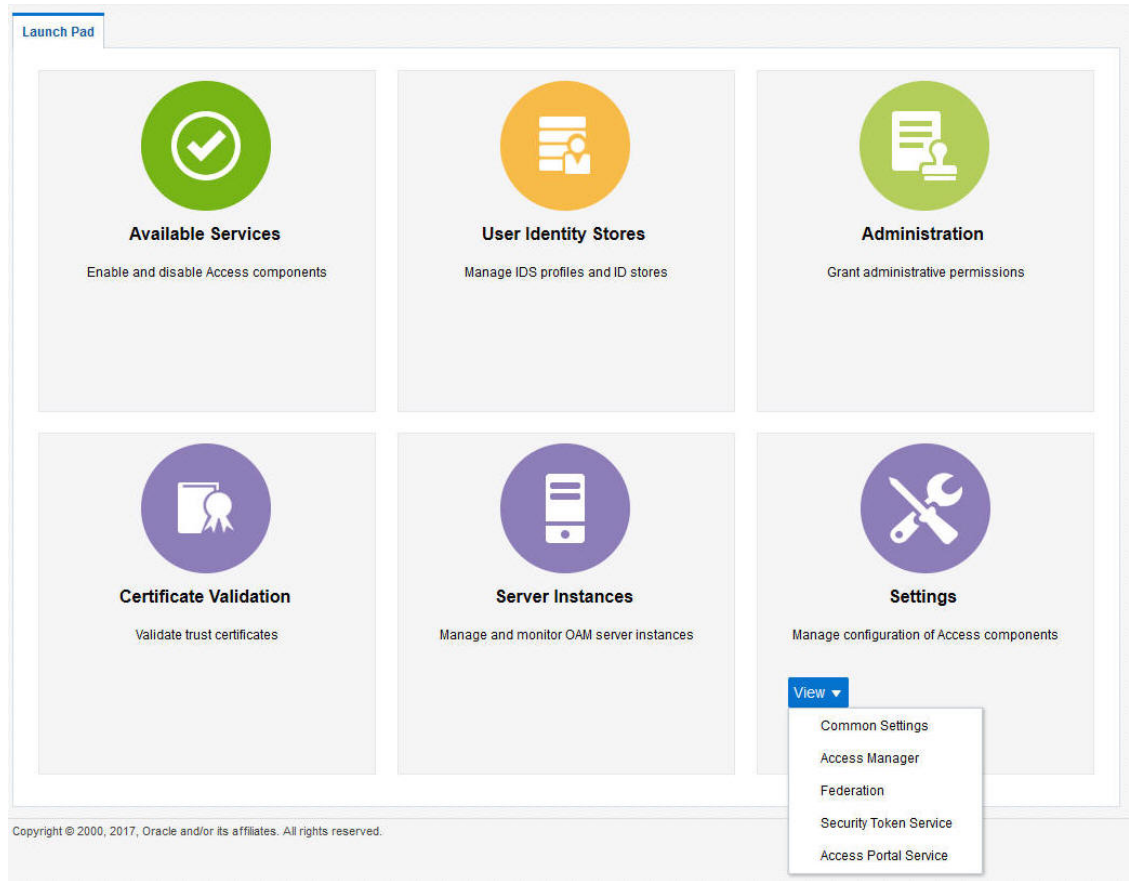 Launch Pad
Available Services
Enable and disable Access components
User Identity Stores
Manage IDS profiles and ID stores
Administration
Grant administrative permissions
Certificate Validation
Validate trust certificates
Server Instances
Manage and monitor OAM server instances
Settings
Manage configuration of Access components
View
Common Settings
Access Manager
Federation
Security Token Service
Access Portal Service
Copyright © 2000, 2017, Oracle and/or its affiliates. All rights reserved.